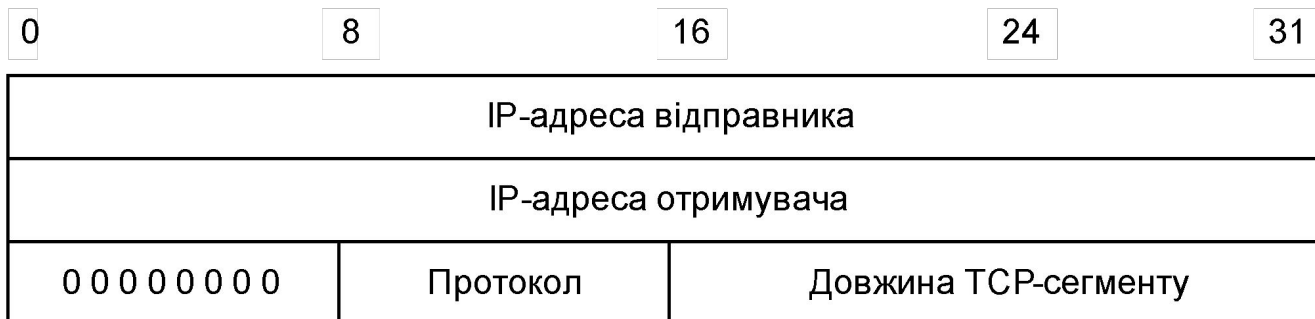 0 8 16 24 31
IP-адреса відправника
IP-адреса отримувача
0 0 0 0 0 0 0 0 Протокол Довжина TCP-сегменту